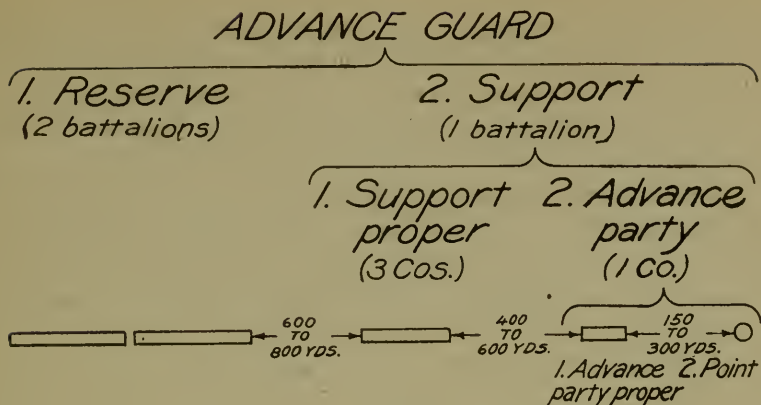 ADVANCE GUARD
1. Reserve
(2 battalions)
2. Support
(1 battalion)
1. Support
proper
(3 Cos.)
2. Advance
party
(1 Co.)
600
TO
800 YDS.
400
TO
600 YDS.
150
TO
300 YDS.
1. Advance
party proper
2. Point